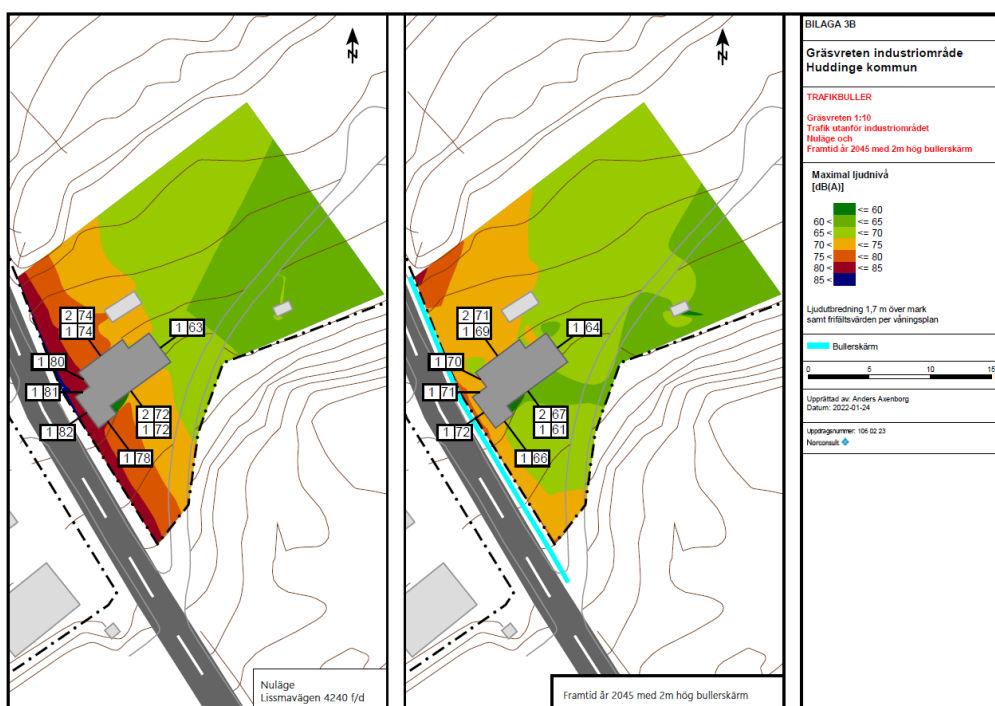 N
2 74
1 74
1 63
1 80
1 81
1 82
2 72
1 72
1 78
Nuläge
Lissmavägen 4240 f/d
N
2 71
1 69
1 64
1 70
1 71
1 72
2 67
1 61
1 66
Framtid år 2045 med 2m hög bullerskärm
BILAGA 3B
Gräsvreten industriområde
Huddinge kommun
TRAFIKBULLER
Gräsvreten 1:10
Trafik utanför industriområdet
Nuläge och
Framtid år 2045 med 2m hög bullerskärm
Maximal ljudnivå
[dB(A)]
<= 60
60 < <= 65
65 < <= 70
70 < <= 75
75 < <= 80
80 < <= 85
85 <
Ljudutbredning 1,7 m över mark
samt frifältsvärden per våningsplan
Bullerskärm
0 5 10 15
Upprättad av: Anders Axenborg
Datum: 2022-01-24
Uppdragsnummer: 106 02 23
Norconsult